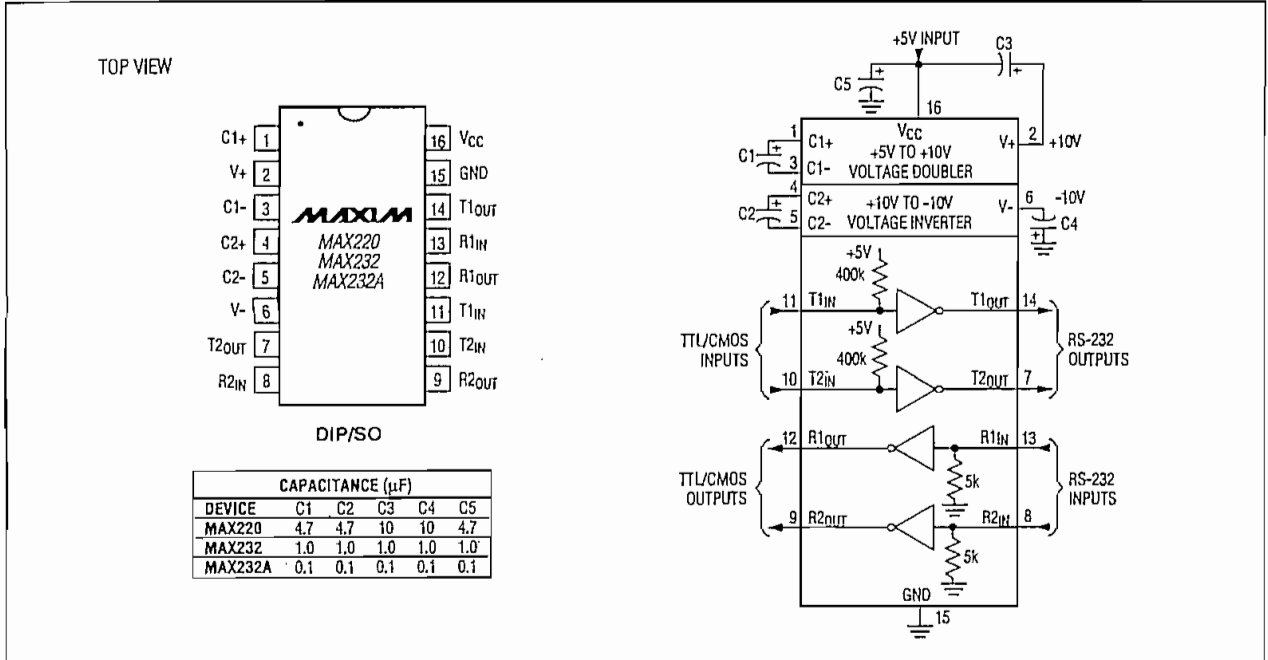 TOP VIEW
C1+ 1
V+ 2
C1- 3
C2+ 4
C2- 5
V- 6
T2OUT 7
R2IN 8
16 VCC
15 GND
14 T1OUT
13 R1IN
12 R1OUT
11 T1IN
10 T2IN
9 R2OUT
MAXIM
MAX220
MAX232
MAX232A
DIP/SO
CAPACITANCE (μF)
DEVICE C1 C2 C3 C4 C5
MAX220 4.7 4.7 10 10 4.7
MAX232 1.0 1.0 1.0 1.0 1.0
MAX232A 0.1 0.1 0.1 0.1 0.1
+5V INPUT
C3
+
C5
+
16
VCC
+5V TO +10V
VOLTAGE DOUBLER
1
C1+
C1
+
3
C1-
V+
2
+10V
4
C2+
C2
+
5
C2-
+10V TO -10V
VOLTAGE INVERTER
V-
6
-10V
C4
+
+5V
400k
11 T1IN
T1OUT 14
+5V
400k
10 T2IN
T2OUT 7
TTL/CMOS
INPUTS
RS-232
OUTPUTS
12 R1OUT
R1IN 13
5k
9 R2OUT
R2IN 8
5k
TTL/CMOS
OUTPUTS
RS-232
INPUTS
GND
15